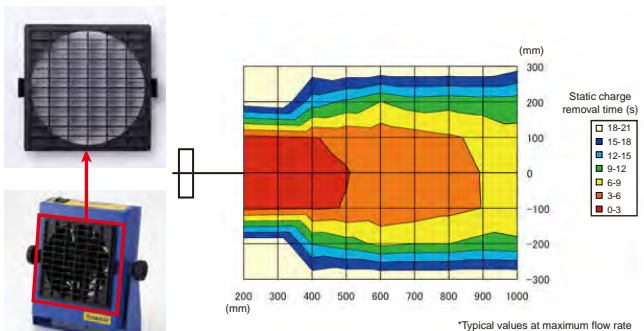 (mm)
300
200
100
0
−100
−200
−300
200 300 400 500 600 700 800 900 1000
(mm)
Static charge
removal time (s)
18-21
15-18
12-15
9-12
6-9
3-6
0-3
*Typical values at maximum flow rate